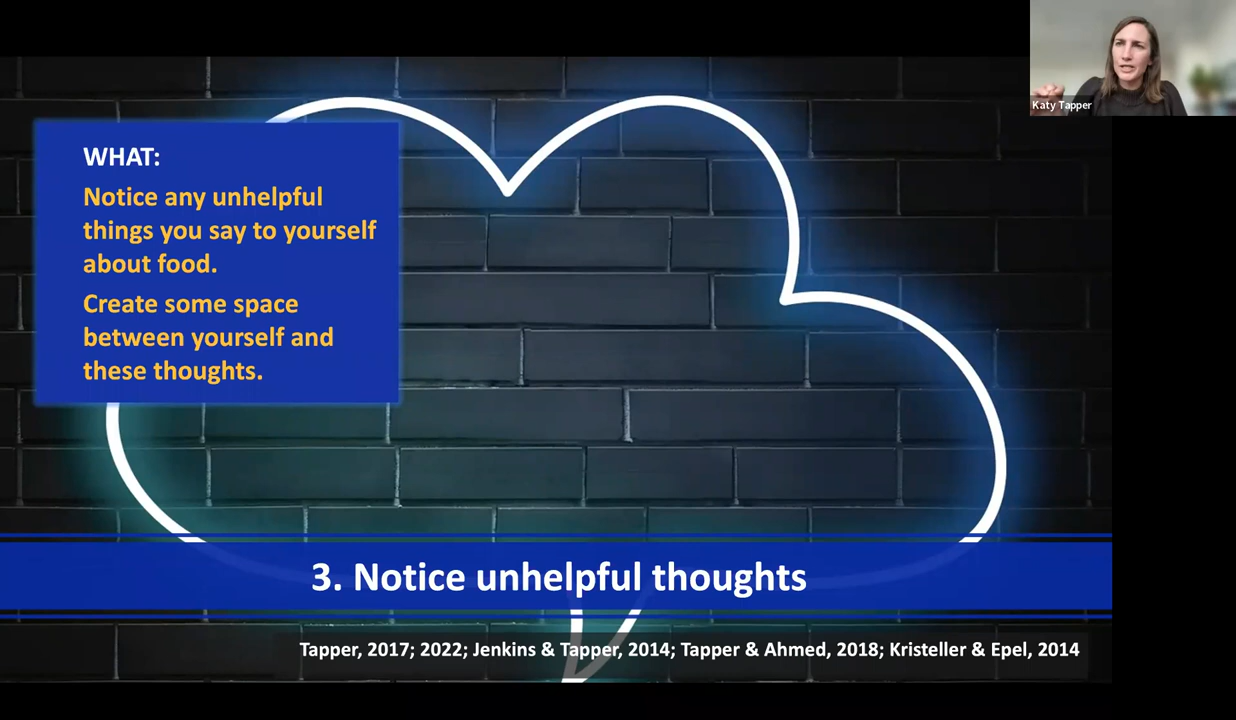 Katy Tapper
WHAT:
Notice any unhelpful
things you say to yourself
about food.
Create some space
between yourself and
these thoughts.
3. Notice unhelpful thoughts
Tapper, 2017; 2022; Jenkins & Tapper, 2014; Tapper & Ahmed, 2018; Kristeller & Epel, 2014